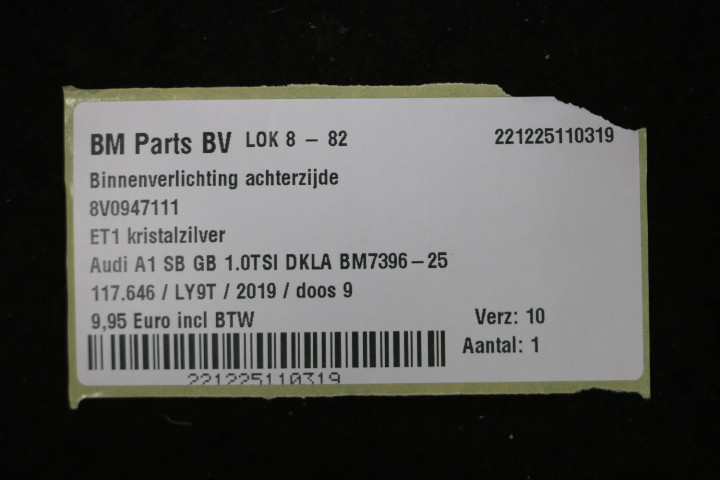 BM Parts BV LOK 8 – 82 221225110319
Binnenverlichting achterzijde
8V0947111
ET1 kristalzilver
Audi A1 SB GB 1.0TSI DKLA BM7396–25
117.646 / LY9T / 2019 / doos 9
9,95 Euro incl BTW Verz: 10
Aantal: 1
221225110319